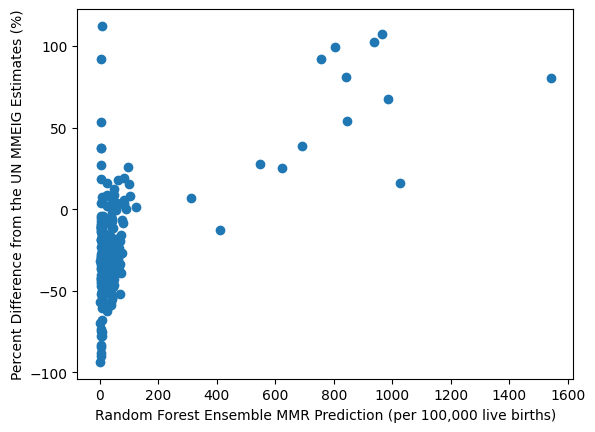 Percent Difference from the UN MMEIG Estimates (%)
100
50
0
−50
−100
0 200 400 600 800 1000 1200 1400 1600
Random Forest Ensemble MMR Prediction (per 100,000 live births)